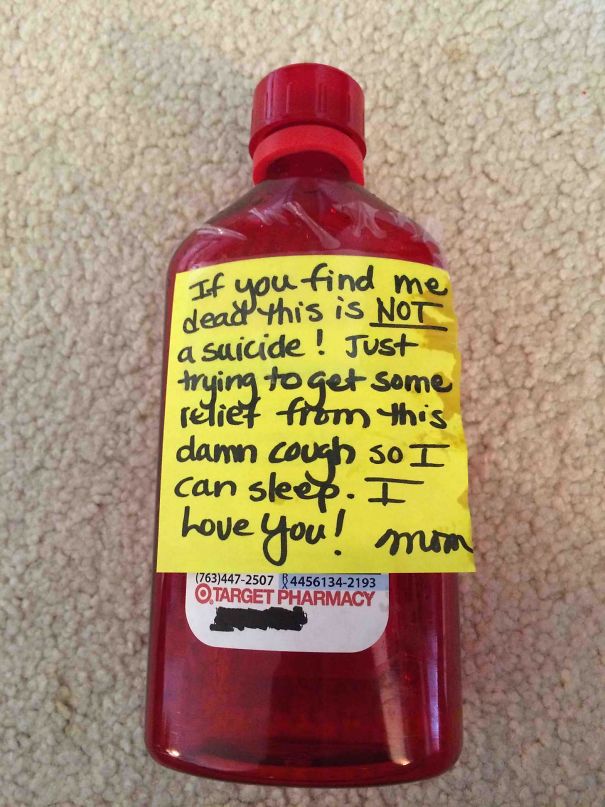 If you find me
dead this is NOT
a suicide! Just
trying to get some
relief from this
damn cough so I
can sleep. I
Love You! mom
(763)447-2507 RX 4456134-2193
TARGET PHARMACY